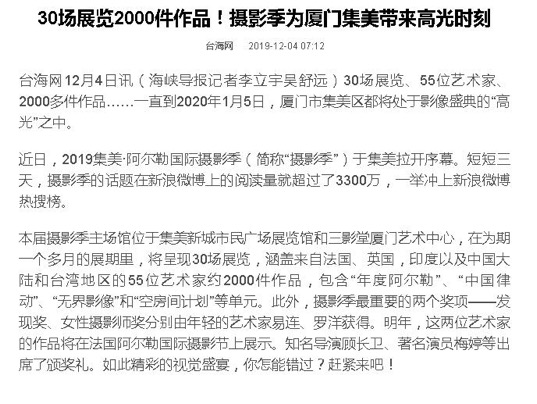 30场展览2000件作品！摄影季为厦门集美带来高光时刻
台海网 2019-12-04 07:12
台海网12月4日讯（海峡导报记者李立宇吴舒远）30场展览、55位艺术家、
2000多件作品……一直到2020年1月5日，厦门市集美区都将处于影像盛典的“高
光”之中。
近日，2019集美·阿尔勒国际摄影季（简称“摄影季”）于集美拉开序幕。短短三
天，摄影季的话题在新浪微博上的阅读量就超过了3300万，一举冲上新浪微博
热搜榜。
本届摄影季主场馆位于集美新城市民广场展览馆和三影堂厦门艺术中心，在为期
一个多月的展期里，将呈现30场展览，涵盖来自法国、英国，印度以及中国大
陆和台湾地区的55位艺术家约2000件作品，包含“年度阿尔勒”、“中国律
动”、“无界影像”和“空房间计划”等单元。此外，摄影季最重要的两个奖项——发
现奖、女性摄影师奖分别由年轻的艺术家易连、罗洋获得。明年，这两位艺术家
的作品将在法国阿尔勒国际摄影节上展示。知名导演顾长卫、著名演员梅婷等出
席了颁奖礼。如此精彩的视觉盛宴，你怎能错过？赶紧来吧！